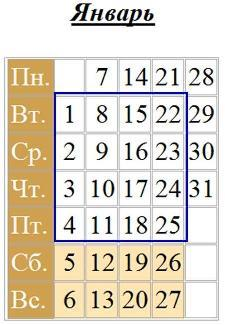 Январь
Пн. 7 14 21 28
Вт. 1 8 15 22 29
Ср. 2 9 16 23 30
Чт. 3 10 17 24 31
Пт. 4 11 18 25
Сб. 5 12 19 26
Вс. 6 13 20 27